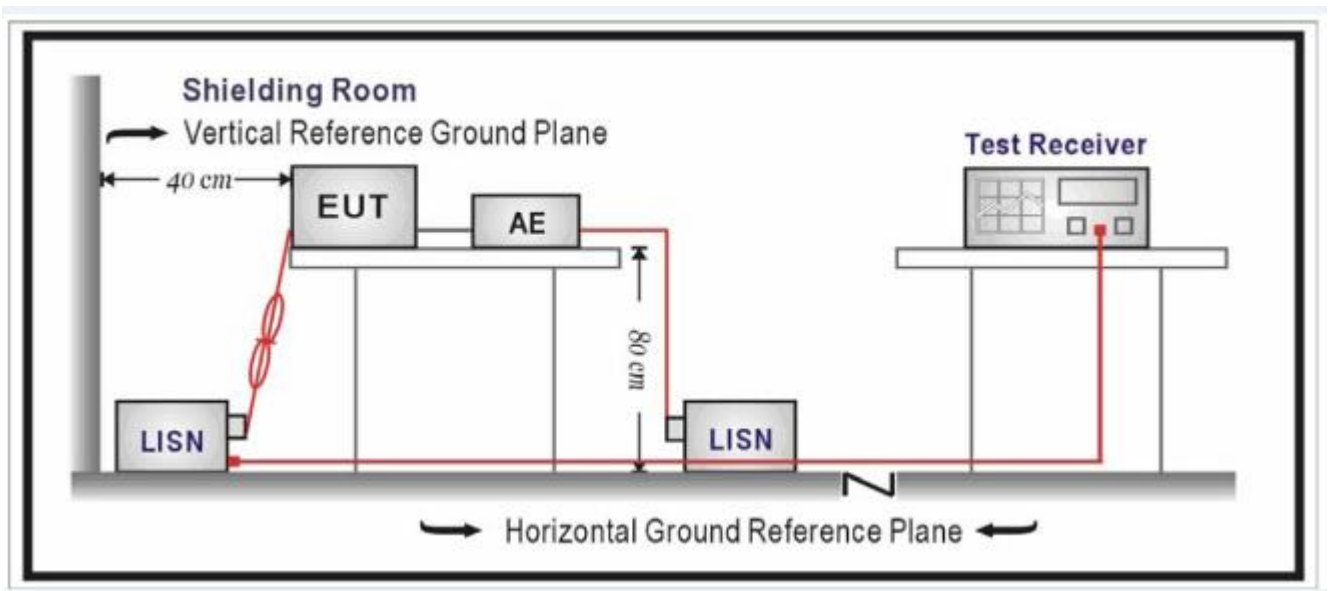 Shielding Room
Vertical Reference Ground Plane
40 cm
EUT
AE
Test Receiver
80 cm
LISN
LISN
Horizontal Ground Reference Plane